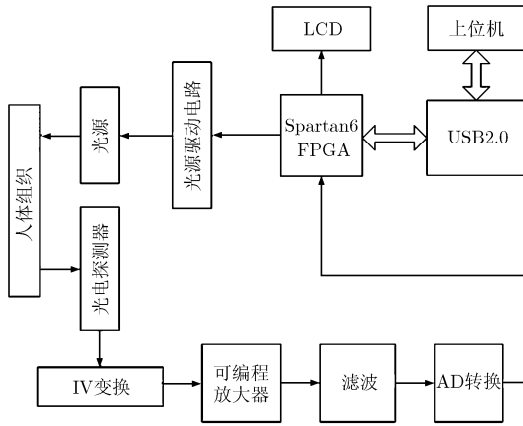 LCD
上位机
光源
光源驱动电路
Spartan6
FPGA
USB2.0
人体组织
光电探测器
IV变换
可编程
放大器
滤波
AD转换